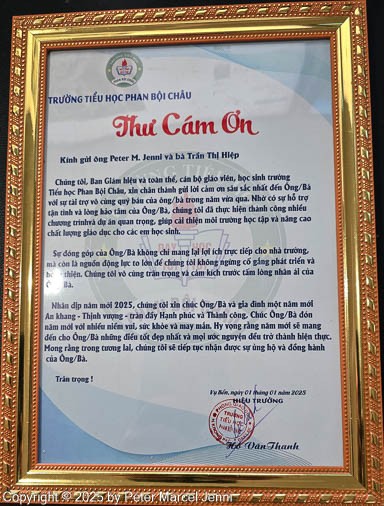 TRƯỜNG TIỂU HỌC PHAN BỘI CHÂU
Thư Cám Ơn
Kính gửi ông Peter M. Jenni và bà Trần Thị Hiệp
Chúng tôi, Ban Giám hiệu và toàn thể, cán bộ giáo viên, học sinh trường
Tiểu học Phan Bội Châu, xin chân thành gửi lời cảm ơn sâu sắc nhất đến Ông/Bà
với sự tài trợ vô cùng quý báu của ông/bà trong năm vừa qua. Nhờ có sự hỗ trợ
tận tình và lòng hảo tâm của Ông/Bà, chúng tôi đã thực hiện thành công nhiều
chương trình và dự án quan trọng, giúp cải thiện môi trường học tập và nâng cao
chất lượng giáo dục cho các em học sinh.
Sự đóng góp của Ông/Bà không chỉ mang lại lợi ích trực tiếp cho nhà trường,
mà còn là nguồn động lực to lớn để chúng tôi không ngừng cố gắng phát triển và
hoàn thiện. Chúng tôi vô cùng trân trọng và cảm kích trước tấm lòng nhân ái của
Ông/Bà.
Nhân dịp năm mới 2025, chúng tôi xin chúc Ông/Bà và gia đình một năm mới
An khang - Thịnh vượng - tràn đầy Hạnh phúc và Thành công. Chúc Ông/Bà đón
năm mới với nhiều niềm vui, sức khỏe và may mắn. Hy vọng rằng năm mới sẽ mang
đến cho Ông/Bà những điều tốt đẹp nhất và mọi ước nguyện đều trở thành hiện thực.
Mong rằng trong tương lai, chúng tôi sẽ tiếp tục nhận được sự ủng hộ và đồng hành
của Ông/Bà.
Trân trọng !
Vụ Bổn, ngày 01 tháng 01 năm 2025
HIỆU TRƯỞNG
TRƯỜNG
TIỂU HỌC
Hồ Văn Thanh
Copyright © 2025 by Peter Marcel Jenni